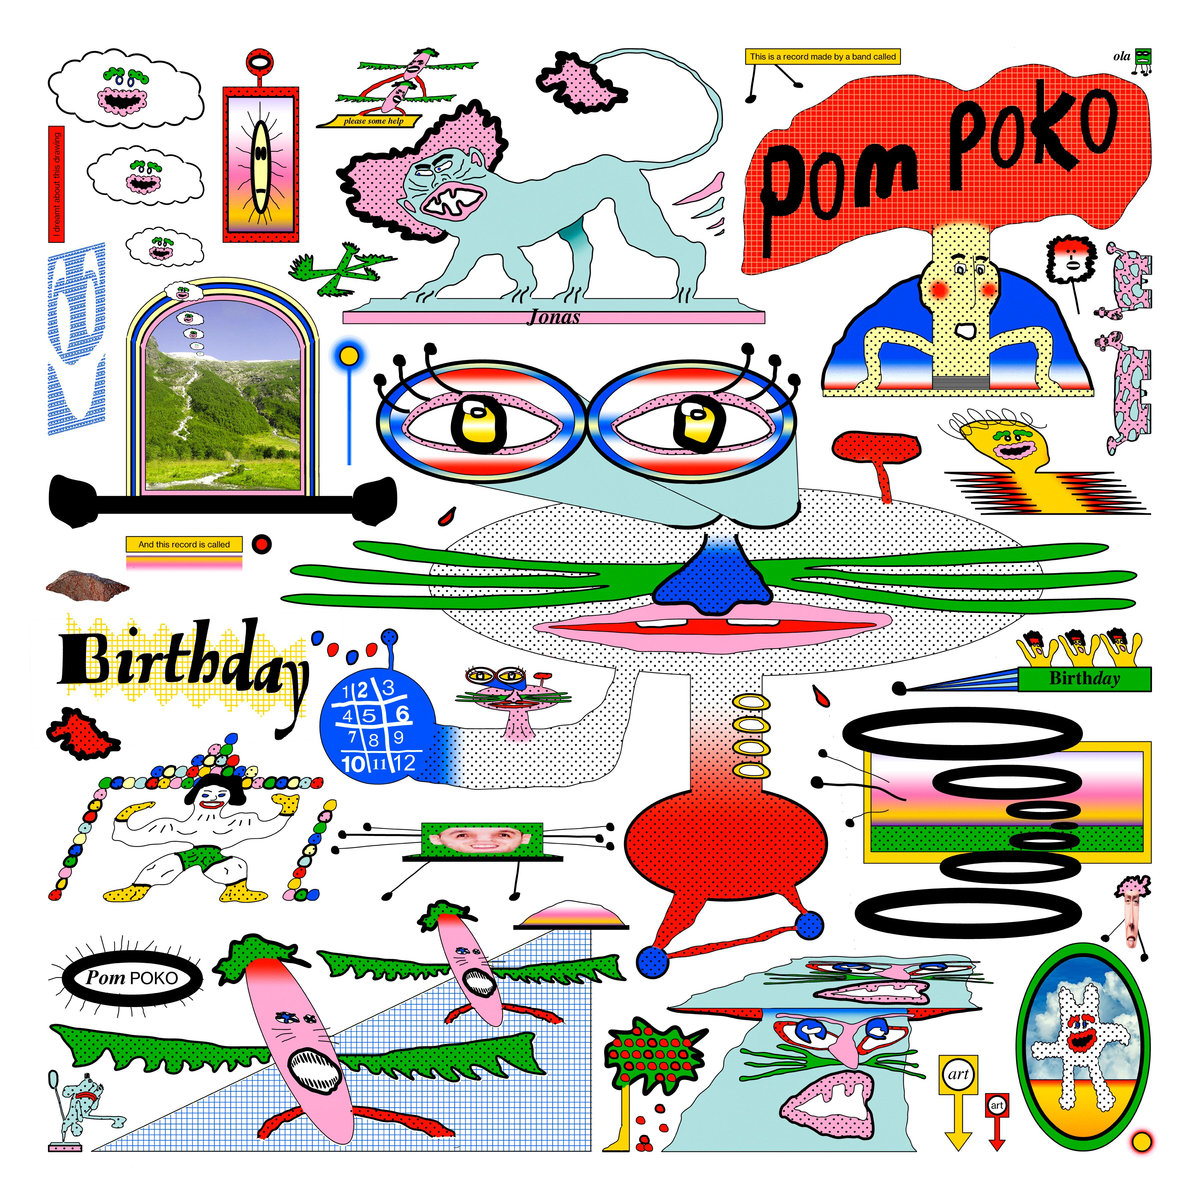 This is a record made by a band called
ola
POM POKO
please some help
i dreamt about this drawing
Jonas
And this record is called
Birthday
Birthday
1 2 3
4 5 6
7 8 9
10 11 12
Pom POKO
art
art